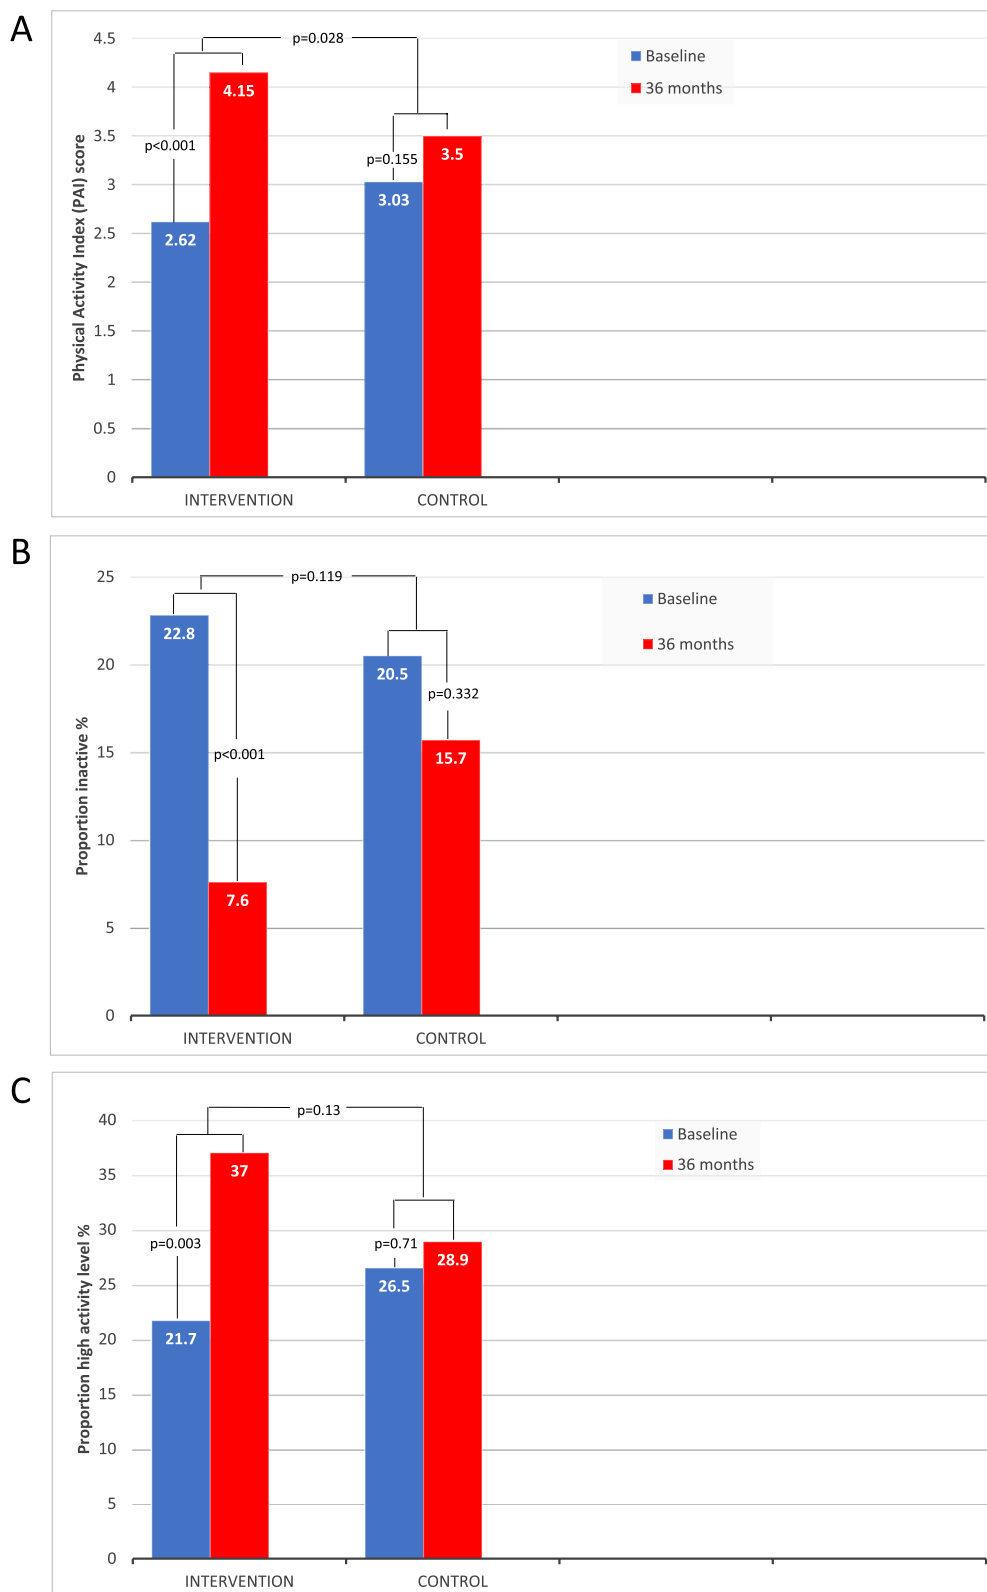 A
Physical Activity Index (PAI) score
4.5
4
3.5
3
2.5
2
1.5
1
0.5
0
p=0.028
p<0.001
p=0.155
4.15
2.62
3.03
3.5
Baseline
36 months
INTERVENTION
CONTROL
B
Proportion inactive %
25
20
15
10
5
0
p=0.119
22.8
p<0.001
7.6
20.5
p=0.332
15.7
Baseline
36 months
INTERVENTION
CONTROL
C
Proportion high activity level %
40
35
30
25
20
15
10
5
0
p=0.13
37
p=0.003
21.7
p=0.71
26.5
28.9
Baseline
36 months
INTERVENTION
CONTROL